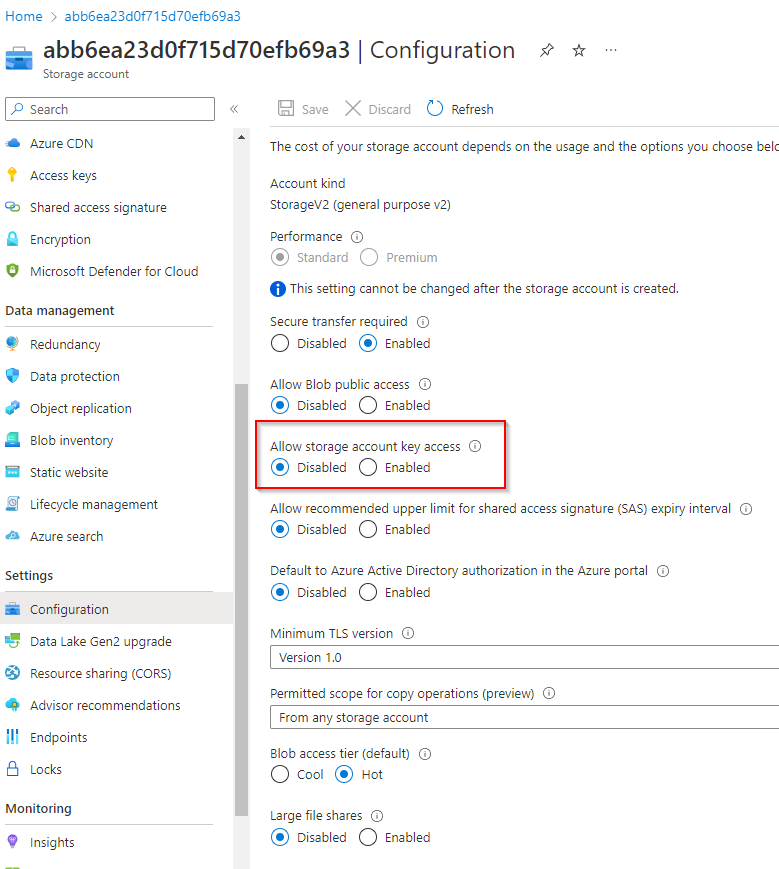 Home > abb6ea23d0f715d70efb69a3
abb6ea23d0f715d70efb69a3 | Configuration
Storage account
Search
Azure CDN
Access keys
Shared access signature
Encryption
Microsoft Defender for Cloud
Data management
Redundancy
Data protection
Object replication
Blob inventory
Static website
Lifecycle management
Azure search
Settings
Configuration
Data Lake Gen2 upgrade
Resource sharing (CORS)
Advisor recommendations
Endpoints
Locks
Monitoring
Insights
Save Discard Refresh
The cost of your storage account depends on the usage and the options you choose belo
Account kind
StorageV2 (general purpose v2)
Performance
Standard Premium
This setting cannot be changed after the storage account is created.
Secure transfer required
Disabled Enabled
Allow Blob public access
Disabled Enabled
Allow storage account key access
Disabled Enabled
Allow recommended upper limit for shared access signature (SAS) expiry interval
Disabled Enabled
Default to Azure Active Directory authorization in the Azure portal
Disabled Enabled
Minimum TLS version
Version 1.0
Permitted scope for copy operations (preview)
From any storage account
Blob access tier (default)
Cool Hot
Large file shares
Disabled Enabled